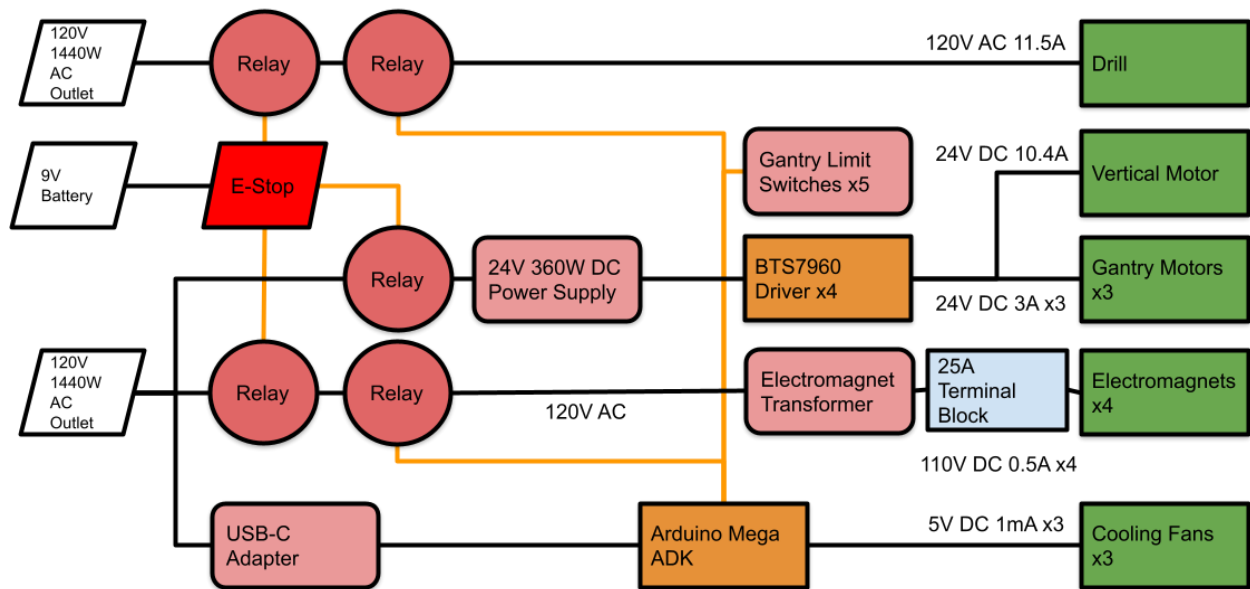 120V
1440W
AC
Outlet
Relay
Relay
120V AC 11.5A
Drill
9V
Battery
E-Stop
Gantry Limit
Switches x5
24V DC 10.4A
Vertical Motor
Relay
24V 360W DC
Power Supply
BTS7960
Driver x4
Gantry Motors
x3
24V DC 3A x3
120V
1440W
AC
Outlet
Relay
Relay
120V AC
Electromagnet
Transformer
25A
Terminal
Block
Electromagnets
x4
110V DC 0.5A x4
USB-C
Adapter
Arduino Mega
ADK
5V DC 1mA x3
Cooling Fans
x3